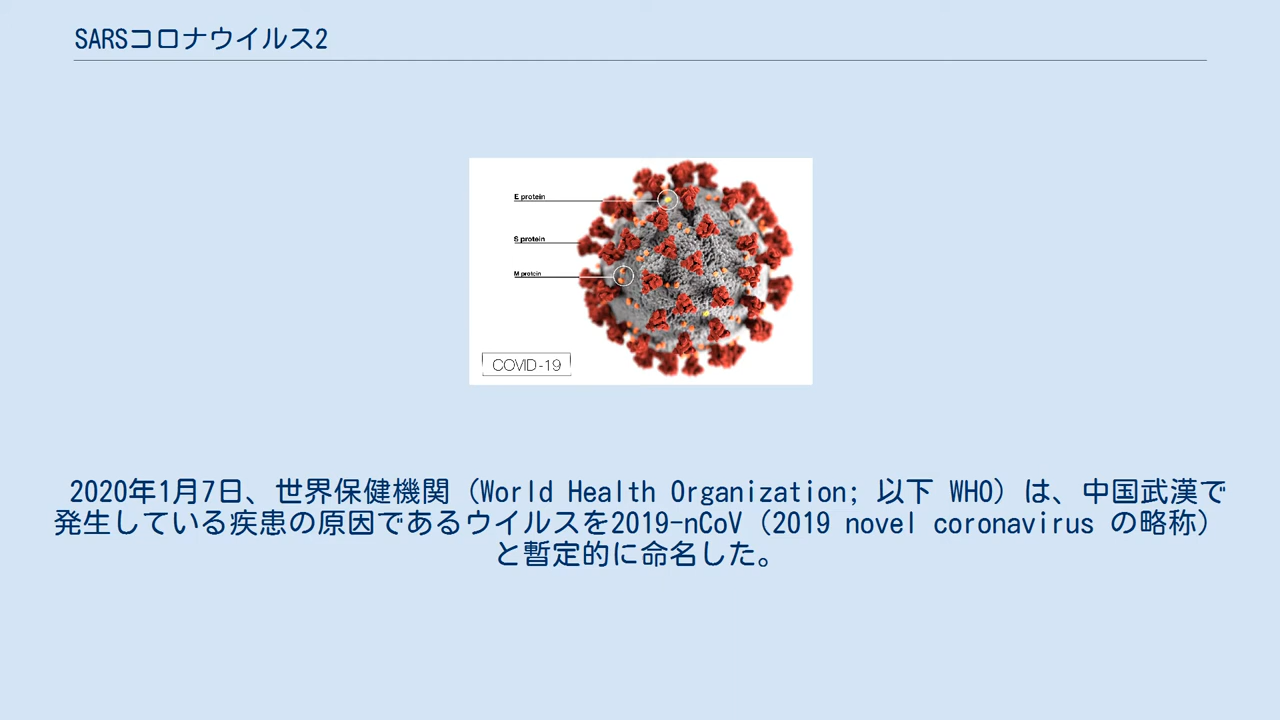 SARSコロナウイルス2
E protein
S protein
M protein
COVID-19
2020年1月7日、世界保健機関（World Health Organization; 以下 WHO）は、中国武漢で
発生している疾患の原因であるウイルスを2019-nCoV（2019 novel coronavirus の略称）
と暫定的に命名した。